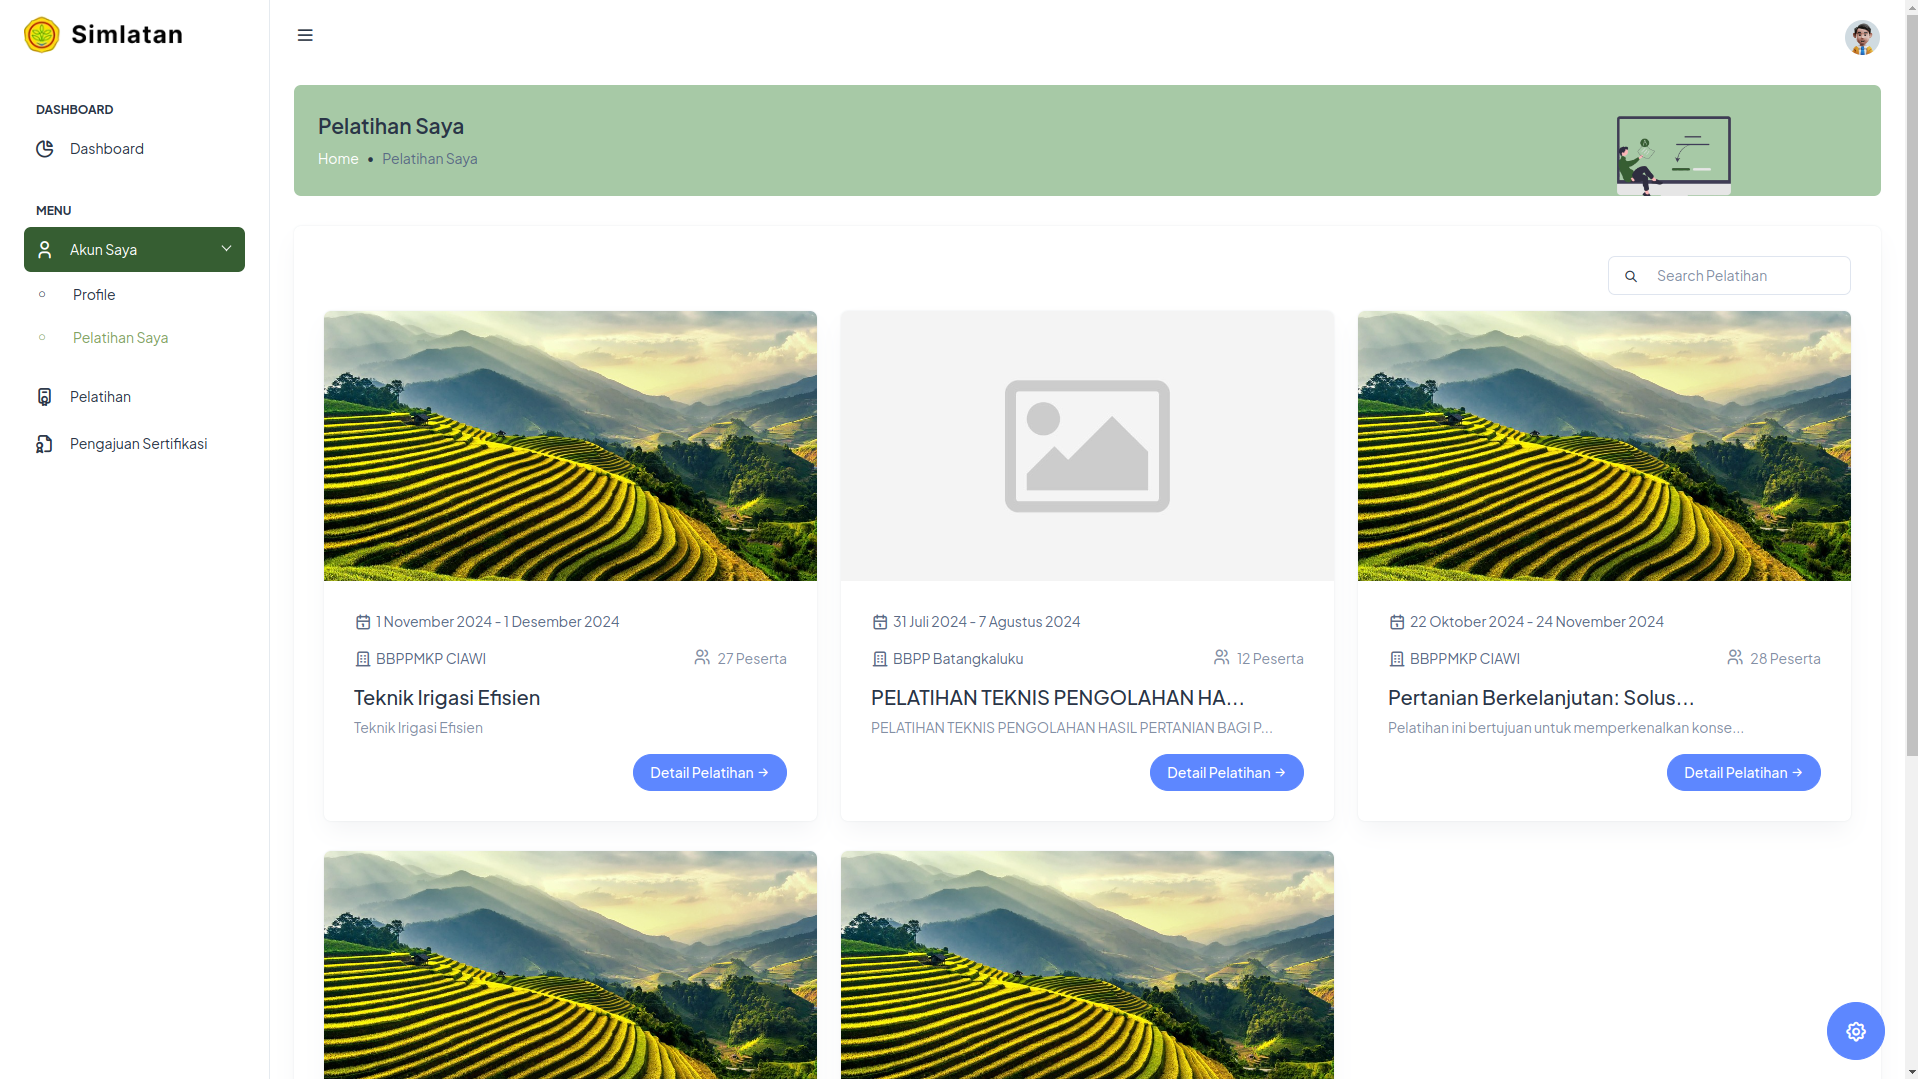 Simlatan
DASHBOARD
Dashboard
MENU
Akun Saya
Profile
Pelatihan Saya
Pelatihan
Pengajuan Sertifikasi
Pelatihan Saya
Home • Pelatihan Saya
Search Pelatihan
1 November 2024 - 1 Desember 2024
BBPPMKP CIAWI
27 Peserta
Teknik Irigasi Efisien
Teknik Irigasi Efisien
Detail Pelatihan →
31 Juli 2024 - 7 Agustus 2024
BBPP Batangkaluku
12 Peserta
PELATIHAN TEKNIS PENGOLAHAN HA...
PELATIHAN TEKNIS PENGOLAHAN HASIL PERTANIAN BAGI P...
Detail Pelatihan →
22 Oktober 2024 - 24 November 2024
BBPPMKP CIAWI
28 Peserta
Pertanian Berkelanjutan: Solus...
Pelatihan ini bertujuan untuk memperkenalkan konse...
Detail Pelatihan →